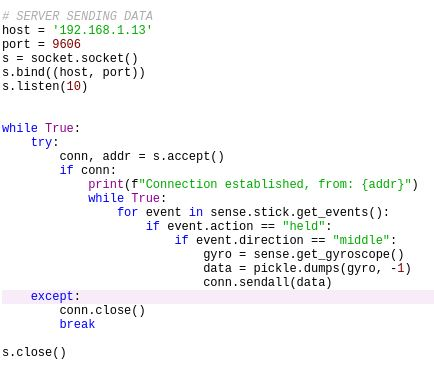 # SERVER SENDING DATA
host = '192.168.1.13'
port = 9606
s = socket.socket()
s.bind((host, port))
s.listen(10)


while True:
    try:
        conn, addr = s.accept()
        if conn:
            print(f"Connection established, from: {addr}")
            while True:
                for event in sense.stick.get_events():
                    if event.action == "held":
                        if event.direction == "middle":
                            gyro = sense.get_gyroscope()
                            data = pickle.dumps(gyro, -1)
                            conn.sendall(data)
    except:
        conn.close()
        break

s.close()